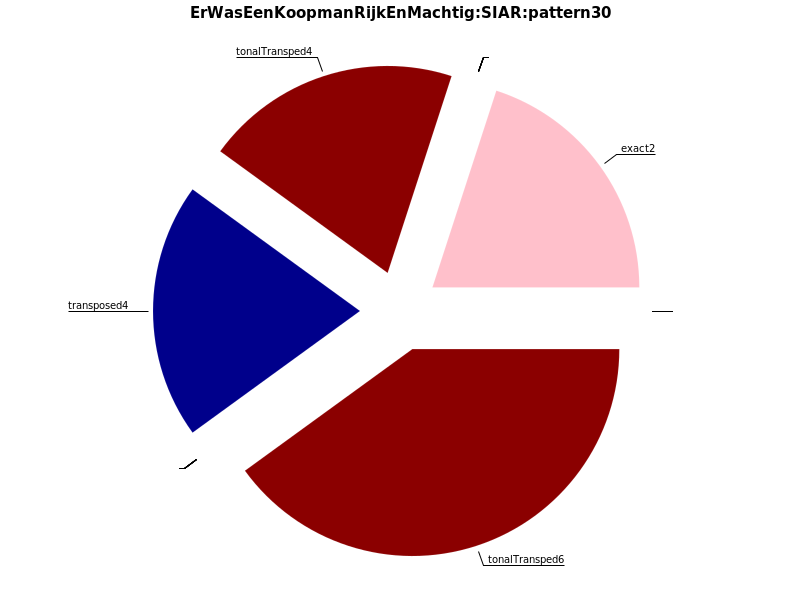 ErWasEenKoopmanRijkEnMachtig:SIAR:pattern30
tonalTransped4
exact2
transposed4
tonalTransped6